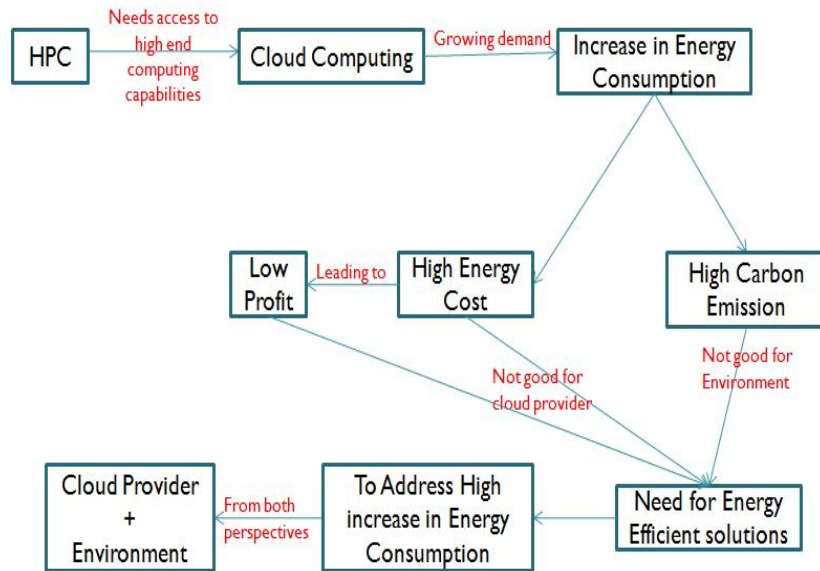 HPC
Needs access to
high end
computing
capabilities
Cloud Computing
Growing demand
Increase in Energy
Consumption
Low
Profit
Leading to
High Energy
Cost
High Carbon
Emission
Not good for
cloud provider
Not good for
Environment
Cloud Provider
+
Environment
From both
perspectives
To Address High
increase in Energy
Consumption
Need for Energy
Efficient solutions